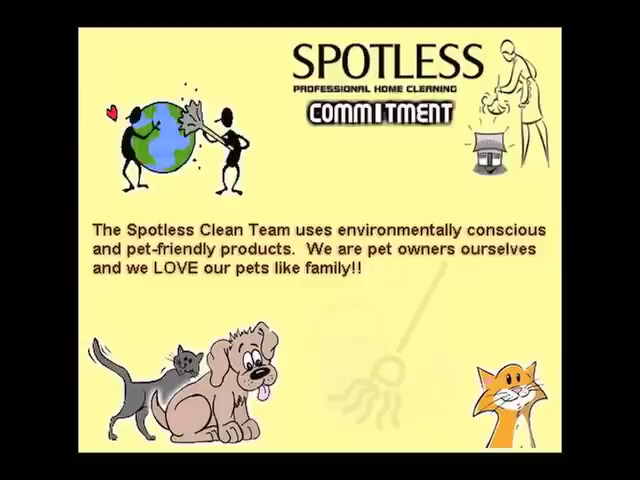 SPOTLESS
PROFESSIONAL HOME CLEANING
COMMITMENT
The Spotless Clean Team uses environmentally conscious
and pet-friendly products.  We are pet owners ourselves
and we LOVE our pets like family!!